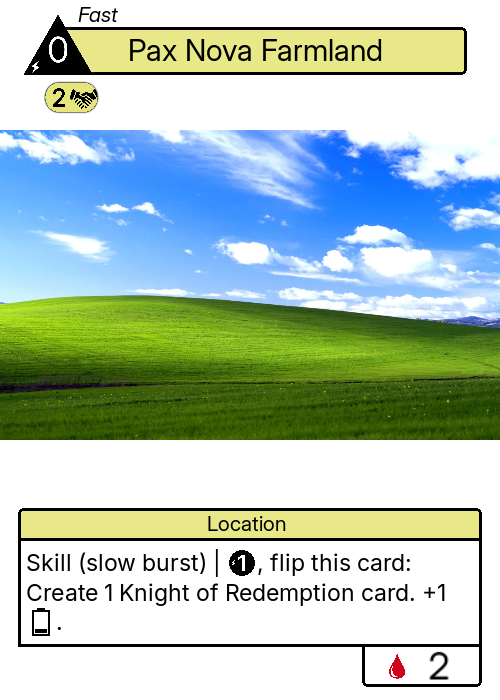 Fast
0
Pax Nova Farmland
2
Location
Skill (slow burst) | 1, flip this card:
Create 1 Knight of Redemption card. +1
.
2